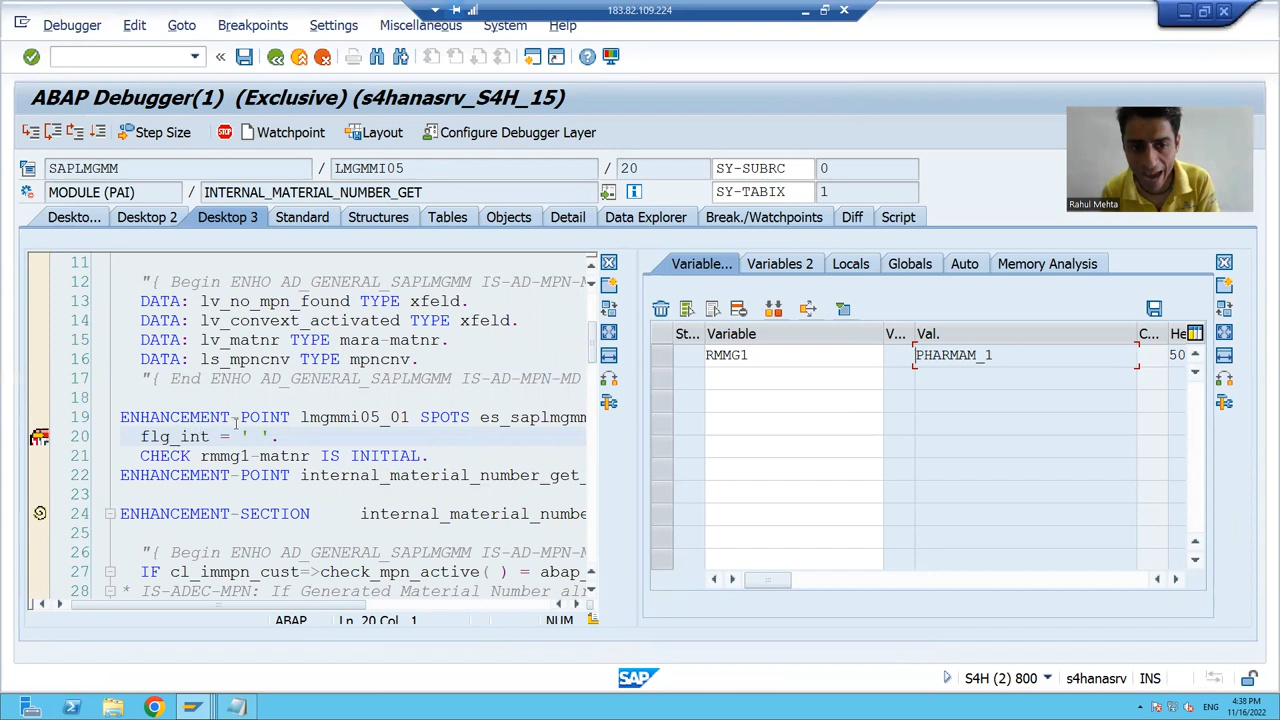 183.82.109.224
Debugger Edit Goto Breakpoints Settings Miscellaneous System Help
ABAP Debugger(1) (Exclusive) (s4hanasrv_S4H_15)
Step Size Watchpoint Layout Configure Debugger Layer
SAPLMGMM / LMGMMI05 / 20 SY-SUBRC 0
MODULE (PAI) / INTERNAL_MATERIAL_NUMBER_GET SY-TABIX 1
Rahul Mehta
Deskto... Desktop 2 Desktop 3 Standard Structures Tables Objects Detail Data Explorer Break./Watchpoints Diff Script
Variable... Variables 2 Locals Globals Auto Memory Analysis
St... Variable V... Val. C... He
RMMG1 PHARMAM_1 50
11
12 "{ Begin ENHO AD_GENERAL_SAPLMGMM IS-AD-MPN-M
13 DATA: lv_no_mpn_found TYPE xfeld.
14 DATA: lv_convext_activated TYPE xfeld.
15 DATA: lv_matnr TYPE mara-matnr.
16 DATA: ls_mpncnv TYPE mpncnv.
17 "{ End ENHO AD_GENERAL_SAPLMGMM IS-AD-MPN-MD
18
19 ENHANCEMENT-POINT lmgmmi05_01 SPOTS es_saplmgmm
20 flg_int = ' '.
21 CHECK rmmg1-matnr IS INITIAL.
22 ENHANCEMENT-POINT internal_material_number_get_
23
24 ENHANCEMENT-SECTION internal_material_numbe
25
26 "{ Begin ENHO AD_GENERAL_SAPLMGMM IS-AD-MPN-M
27 IF cl_immpn_cust=>check_mpn_active( ) = abap_
28 * IS-ADEC-MPN: If Generated Material Number alr
ABAP Ln 20 Col 1 NUM
SAP S4H (2) 800 s4hanasrv INS
ENG 4:38 PM
11/16/2022